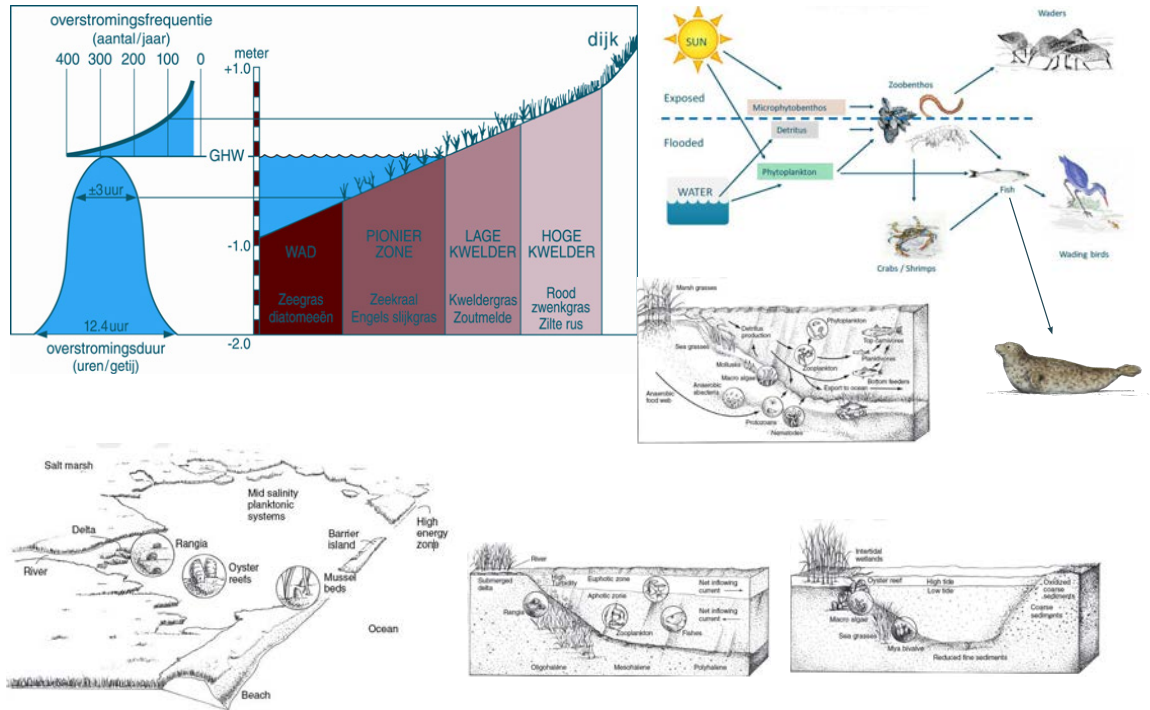 overstromingsfrequentie
(aantal/jaar)
400 300 200 100 0
meter
+1.0
dijk
GHW
±3uur
-1.0
WAD
PIONIER
ZONE
LAGE
KWELDER
HOGE
KWELDER
Zeegras
diatomeeën
Zeekraal
Engels slijkgras
Kweldergras
Zoutmelde
Rood
zwenkgras
Zilte rus
12.4uur
-2.0
overstromingsduur
(uren/getij)
SUN
Waders
Exposed
Zoobenthos
Microphytobenthos
Detritus
Flooded
Phytoplankton
WATER
Fish
Crabs / Shrimps
Wading birds
Marsh grasses
Phytoplankton
Detritus
production
Top carnivores
Sea grasses
Planktivores
Mollusks
Zooplankton
Macro algae
Bottom feeders
Anaerobic
abacteria
Export to ocean
Anaerobic
food web
Protozoans
Nematodes
Salt marsh
Mid salinity
planktonic
systems
Delta
High
energy
zone
Barrier
island
Rangia
River
Oyster
reefs
Mussel
beds
Ocean
Beach
River
Submerged
delta
High
Turbidity
Euphotic zone
Net inflowing
current
Aphotic zone
Rangia
Net inflowing
current
Zooplankton
Fishes
Oligohalene
Mesohalene
Polyhalene
Intertidal
wetlands
Oyster reef
High tide
Low tide
Oxidized
coarse
sediments
Macro algae
Coarse
sediments
Sea grasses
Mya bivalve
Reduced fine sediments